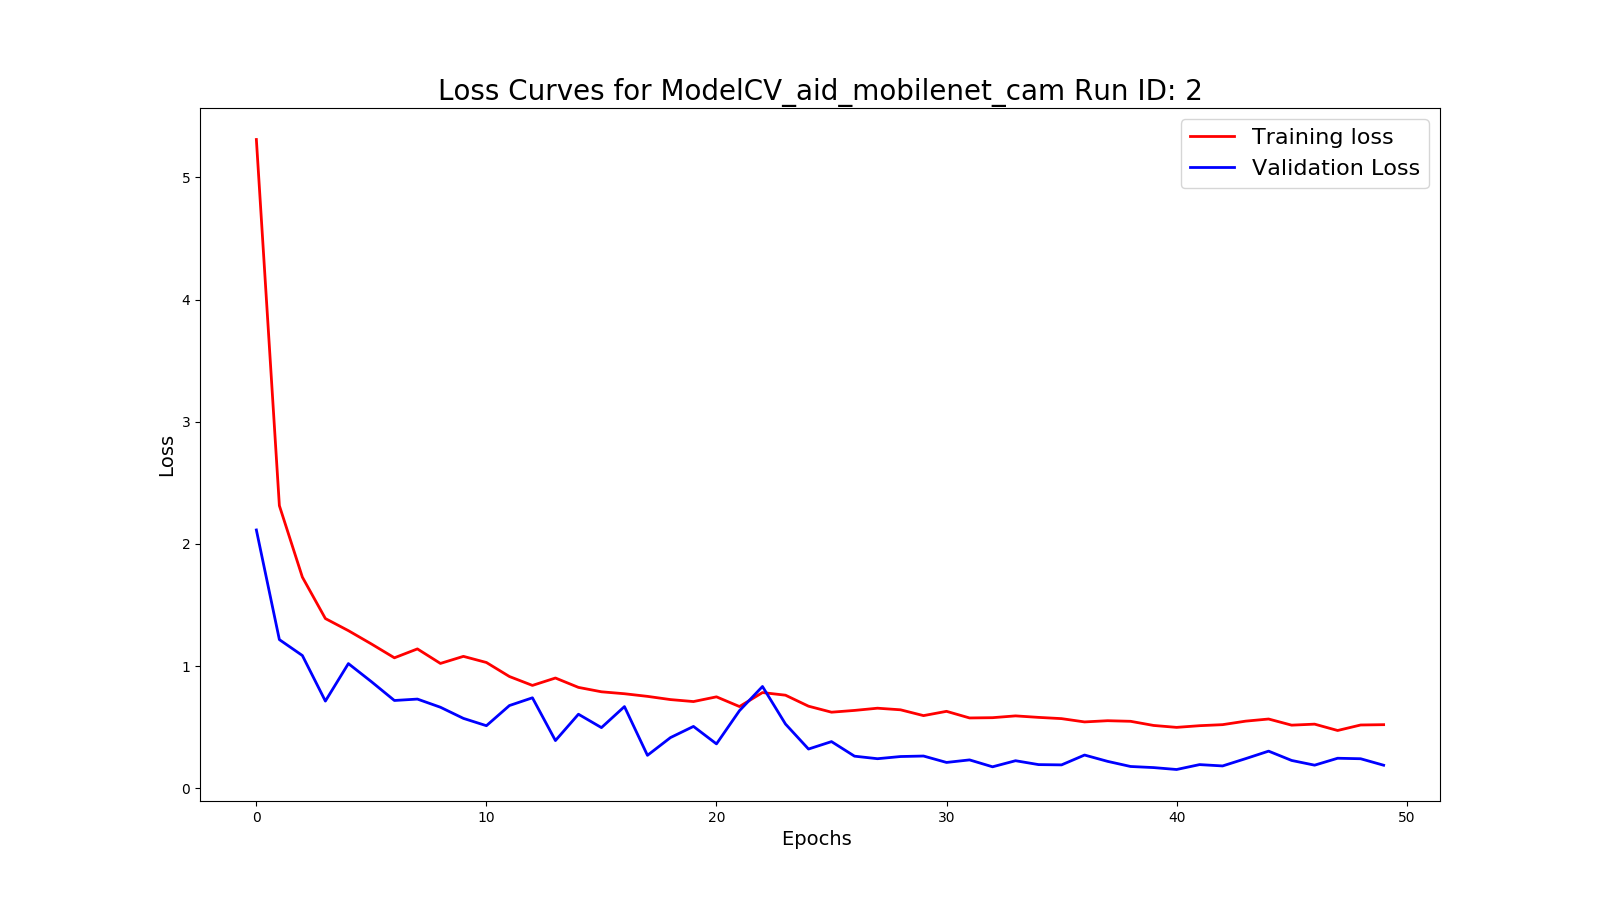 Loss Curves for ModelCV_aid_mobilenet_cam Run ID: 2
Training loss
Validation Loss
5
4
3
2
1
0
Loss
0 10 20 30 40 50
Epochs